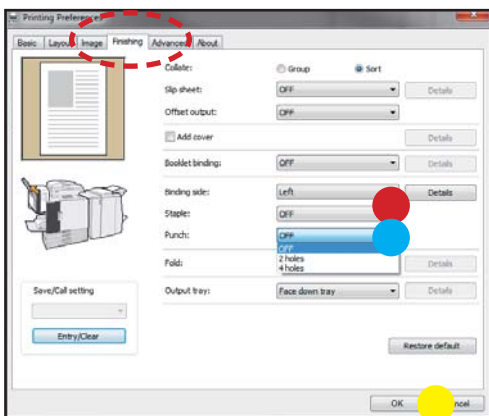 Printing Preferences
Basic Layout Image Finishing Advanced About
Collate: Group Sort
Slip sheet: OFF Details
Offset output: OFF
Add cover Details
Booklet binding: OFF Details
Binding side: Left Details
Staple: OFF
Punch: OFF
OFF
2 holes
4 holes
Fold: Details
Save/Call setting
Output tray: Face down tray Details
Entry/Clear
Restore default
OK